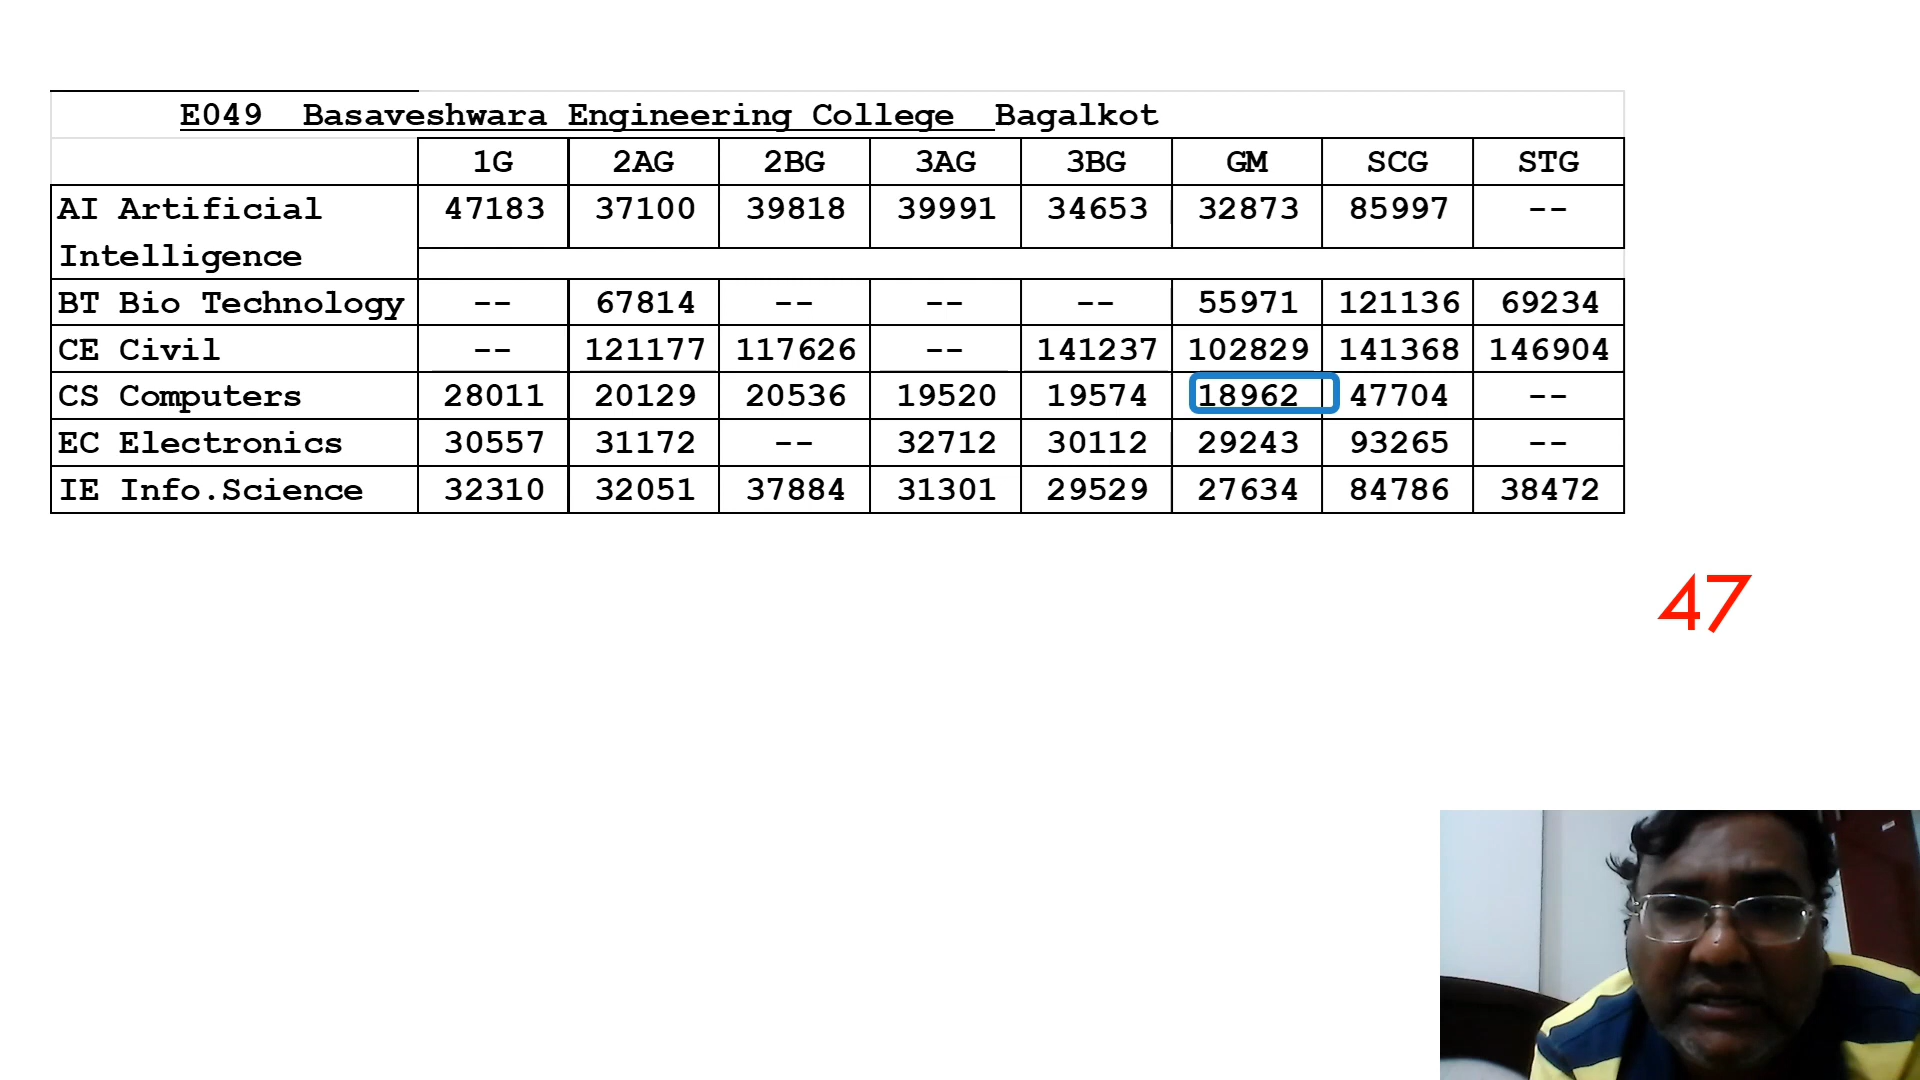 E049 Basaveshwara Engineering College Bagalkot
1G 2AG 2BG 3AG 3BG GM SCG STG
AI Artificial 47183 37100 39818 39991 34653 32873 85997 --
Intelligence
BT Bio Technology -- 67814 -- -- -- 55971 121136 69234
CE Civil -- 121177 117626 -- 141237 102829 141368 146904
CS Computers 28011 20129 20536 19520 19574 18962 47704 --
EC Electronics 30557 31172 -- 32712 30112 29243 93265 --
IE Info.Science 32310 32051 37884 31301 29529 27634 84786 38472
47